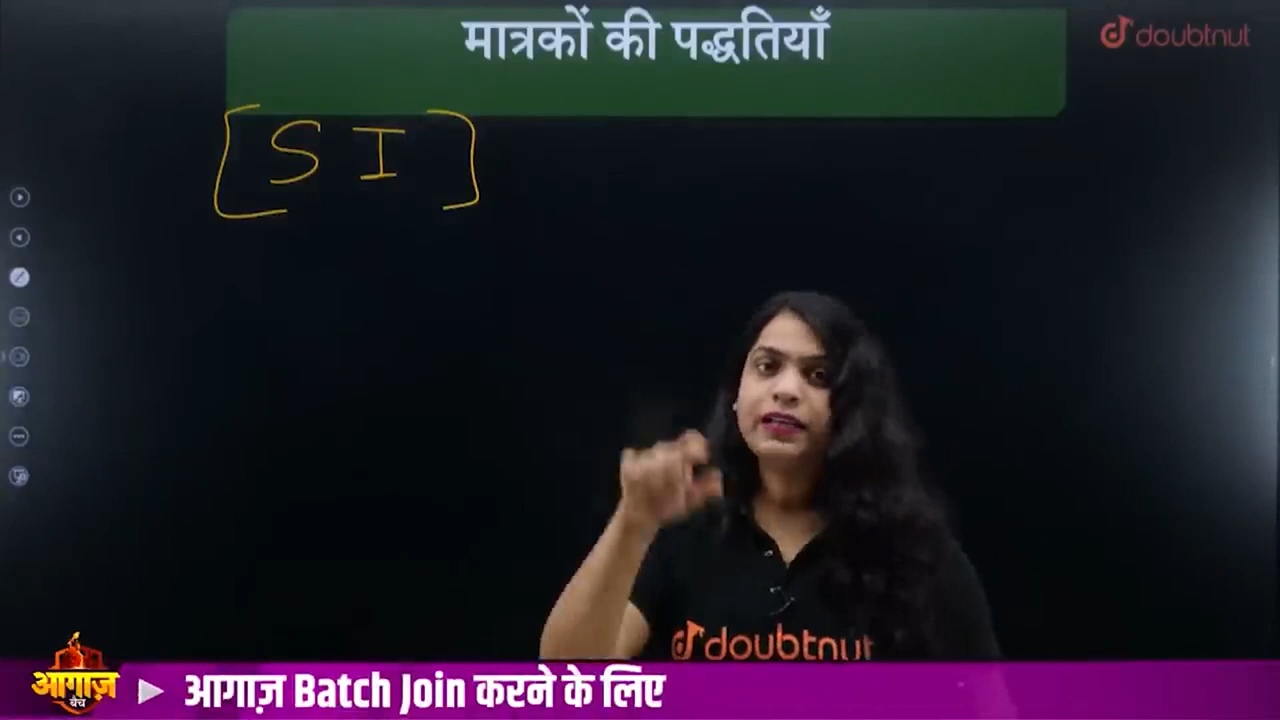 मात्रकों की पद्धतियाँ
doubtnut
[SI]
doubtnut
आगाज़
बैच
आगाज़ Batch Join करने के लिए